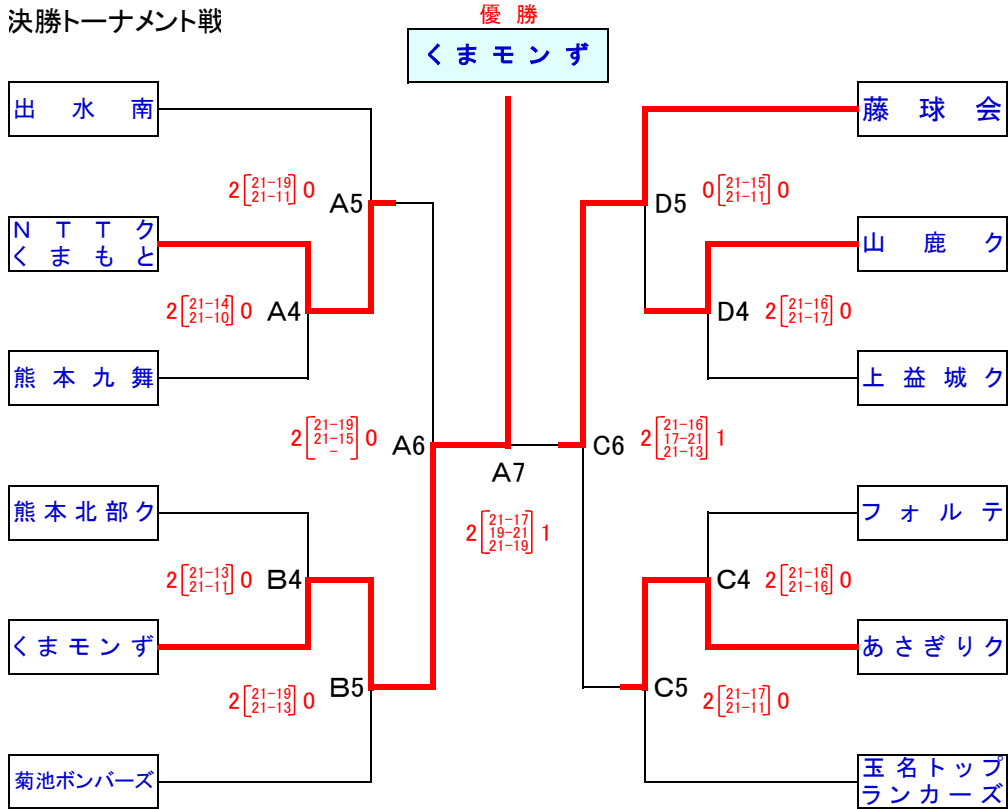 決勝トーナメント戦
優勝
くまモンず
出水南
藤球会
2[21-19 21-11]0
A5
D5
0[21-15 21-11]0
NTTク
くまもと
山鹿ク
2[21-14 21-10]0
A4
D4
2[21-16 21-17]0
熊本九舞
上益城ク
2[21-19 21-15 -]0
A6
C6
2[21-16 17-21 21-13]1
A7
2[21-17 19-21 21-19]1
熊本北部ク
フォルテ
2[21-13 21-11]0
B4
C4
2[21-16 21-16]0
くまモンず
あさぎりク
2[21-19 21-13]0
B5
C5
2[21-17 21-11]0
菊池ボンバーズ
玉名トップ
ランカーズ